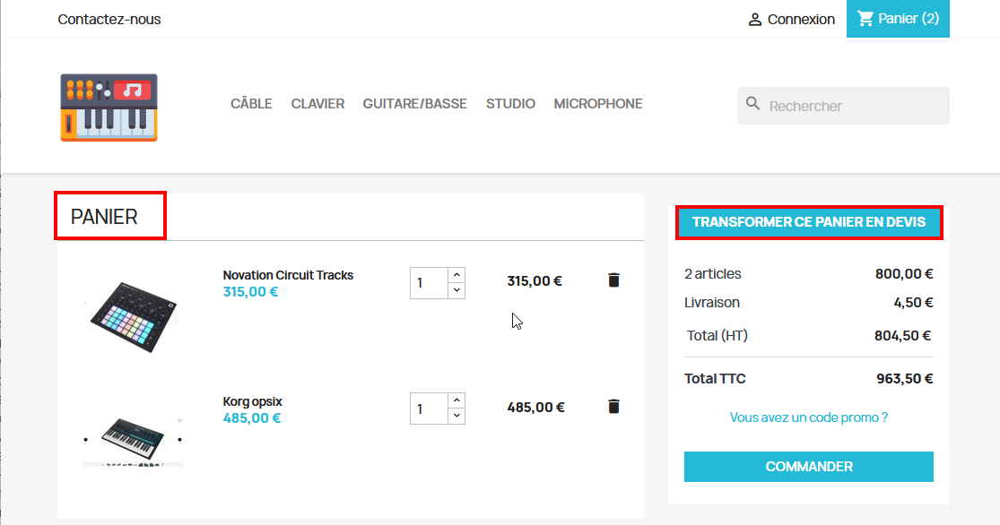 Contactez-nous
Connexion
Panier (2)
CÂBLE CLAVIER GUITARE/BASSE STUDIO MICROPHONE
Rechercher
PANIER
Novation Circuit Tracks
315,00 €
1
315,00 €
Korg opsix
485,00 €
1
485,00 €
TRANSFORMER CE PANIER EN DEVIS
2 articles 800,00 €
Livraison 4,50 €
Total (HT) 804,50 €
Total TTC 963,50 €
Vous avez un code promo ?
COMMANDER